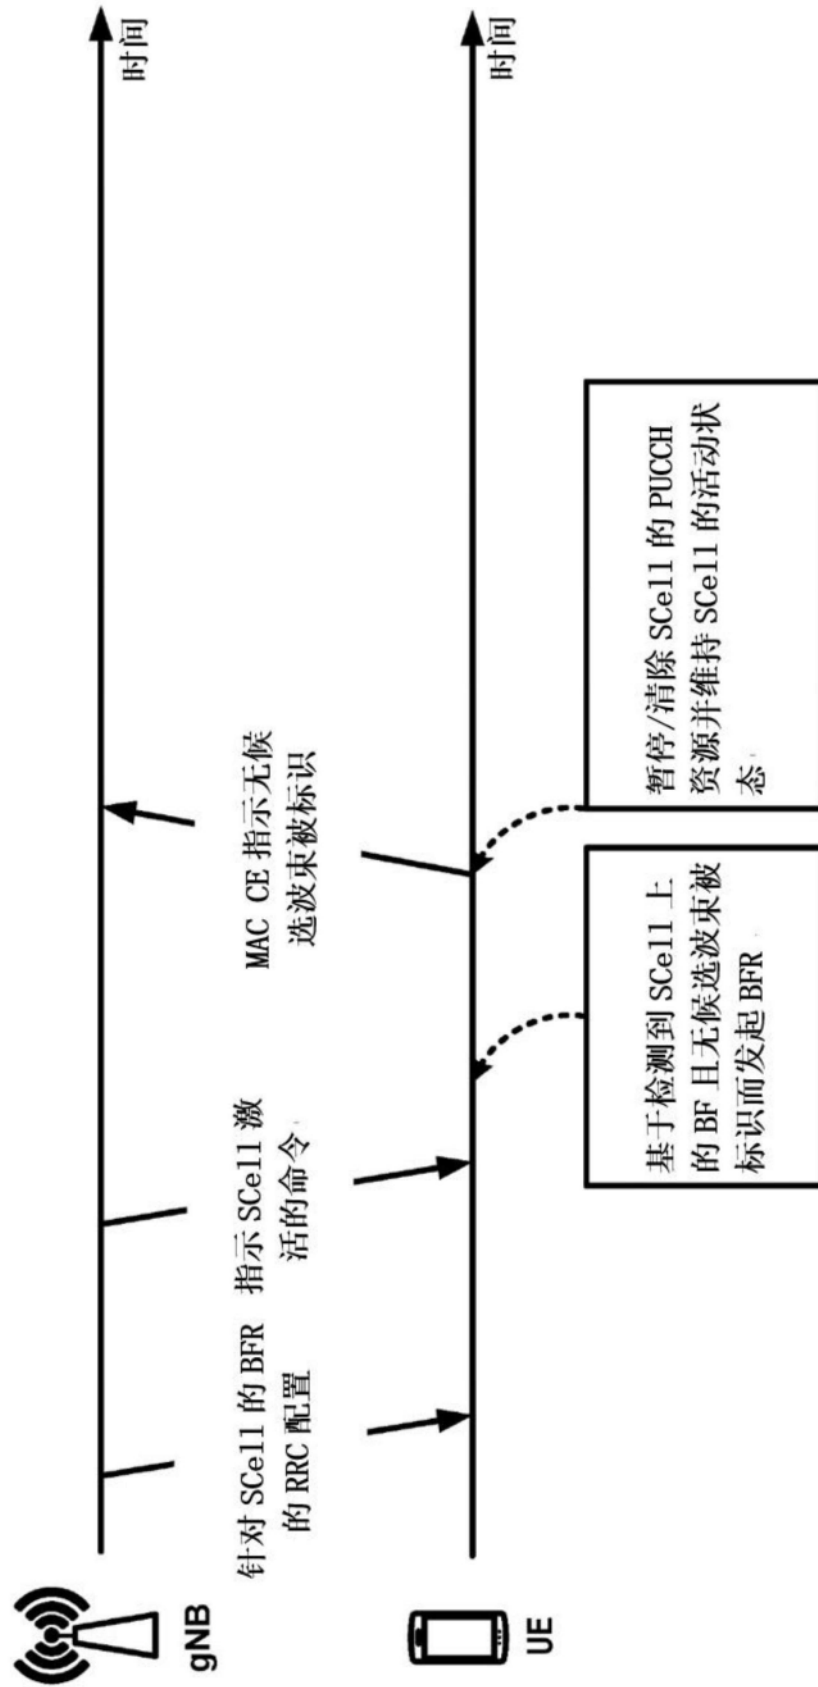 gNB
时间
针对 SCell 的 BFR
的 RRC 配置
指示 SCell 激
活的命令
MAC CE 指示无候
选波束被标识
UE
时间
基于检测到 SCell 上
的 BF 且无候选波束被
标识而发起 BFR
暂停/清除 SCell 的 PUCCH
资源并维持 SCell 的活动状
态